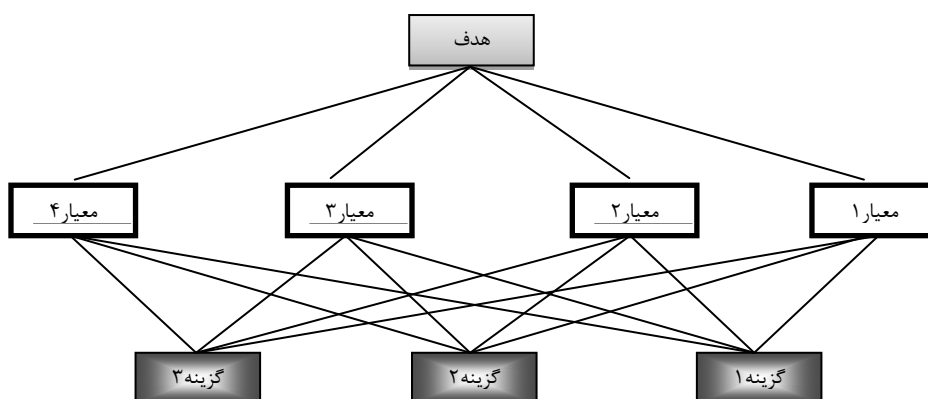 هدف
معیار۱
معیار۲
معیار۳
معیار۴
گزینه۱
گزینه۲
گزینه۳